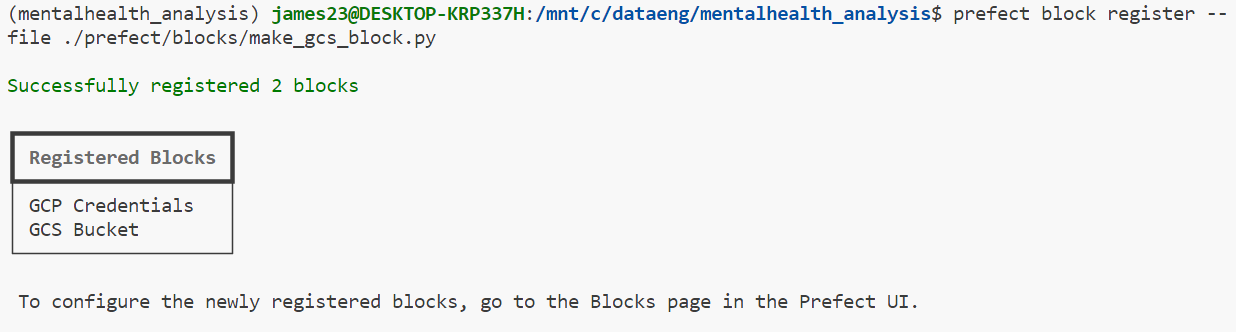 (mentalhealth_analysis) james23@DESKTOP-KRP337H:/mnt/c/dataeng/mentalhealth_analysis$ prefect block register --
file ./prefect/blocks/make_gcs_block.py
Successfully registered 2 blocks
Registered Blocks
GCP Credentials
GCS Bucket
To configure the newly registered blocks, go to the Blocks page in the Prefect UI.